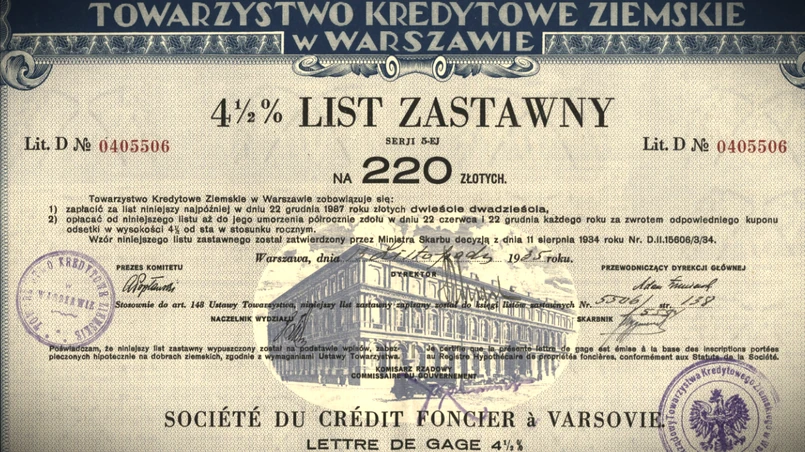 TOWARZYSTWO KREDYTOWE ZIEMSKIE
w WARSZAWIE
4½% LIST ZASTAWNY
SERJI 5-EJ
Lit. D № 0405506
Lit. D № 0405506
NA 220 ZŁOTYCH.
Towarzystwo Kredytowe Ziemskie w Warszawie zobowiązuje się:
1) zapłacić za list niniejszy najpóźniej w dniu 22 grudnia 1987 roku złotych dwieście dwadzieścia,
2) opłacać od niniejszego listu aż do jego umorzenia półrocznie zdołu w dniu 22 czerwca i 22 grudnia każdego roku za zwrotem odpowiedniego kuponu
odsetki w wysokości 4½ od sta w stosunku rocznym.
Wzór niniejszego listu zastawnego został zatwierdzony przez Ministra Skarbu decyzją z dnia 11 sierpnia 1934 roku Nr. D.II.15606/3/34.
Warszawa, dnia 1935 roku.
PREZES KOMITETU
DYREKTOR
PRZEWODNICZĄCY DYREKCJI GŁÓWNEJ
Stosownie do art. 148 Ustawy Towarzystwa, niniejszy list zastawny zapisany został do księgi listów zastawnych Nr. 5506/ str. 138
NACZELNIK WYDZIAŁU
SKARBNIK
Poświadczam, że niniejszy list zastawny wypuszczony został na podstawie wpisów, zabez-
pieczonych hipotecznie na dobrach ziemskich, zgodnie z wymaganiami Ustawy Towarzystwa.
Je certifie que la présente lettre de gage est émise à la base des inscriptions portées
au Registre Hypothécaire de propriétés foncières, conformément aux Statuts de la Société.
KOMISARZ RZĄDOWY
COMMISSAIRE DU GOUVERNEMENT
SOCIÉTÉ DU CRÉDIT FONCIER à VARSOVIE
LETTRE DE GAGE 4½%